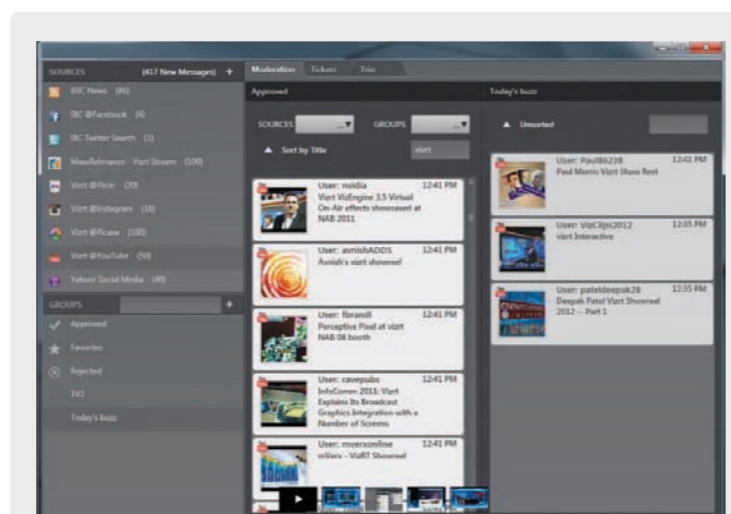 SOURCES (417 New Messages) +
BBC News (86)
IBC @Facebook (4)
IBC Twitter Search (1)
MassRelevance - Vizrt Stream (100)
Vizrt @Flickr (20)
Vizrt @Instagram (16)
Vizrt @Picasa (100)
Vizrt @YouTube (50)
Yahoo! Social Media (40)
GROUPS +
Approved
Favorites
Rejected
TV2
Today's buzz
Moderation Tickers Trio
Approved
SOURCES ...▼ GROUPS ...▼
Sort by Title vizrt
User: nvidia 12:41 PM
Vizrt VizEngine 3.5 Virtual
On-Air effects showcased at
NAB 2011
User: avnishADDS 12:41 PM
Avnish's vizrt showreel
User: florandi 12:41 PM
Perceptive Pixel at vizrt
NAB 08 booth
User: cavepubs 12:41 PM
InfoComm 2011: Vizrt
Explains Its Broadcast
Graphics Integration with a
Number of Screens
User: mverxonline 12:41 PM
mVerx - VizRT Showreel
Today's buzz
Unsorted
User: Paul86238 12:41 PM
Paul Morris Vizrt Show Reel
User: VizClips2012 12:35 PM
vizrt Interactive
User: pateldeepak28 12:35 PM
Deepak Patel Vizrt Showreel
2012 -- Part 1